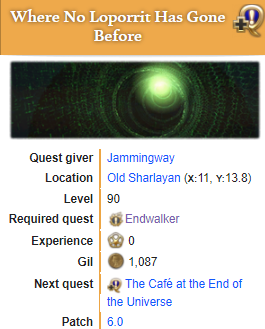 Where No Loporrit Has Gone
Before
Quest giver Jammingway
Location Old Sharlayan (X:11, Y:13.8)
Level 90
Required quest Endwalker
Experience 0
Gil 1,087
Next quest The Café at the End of
the Universe
Patch 6.0